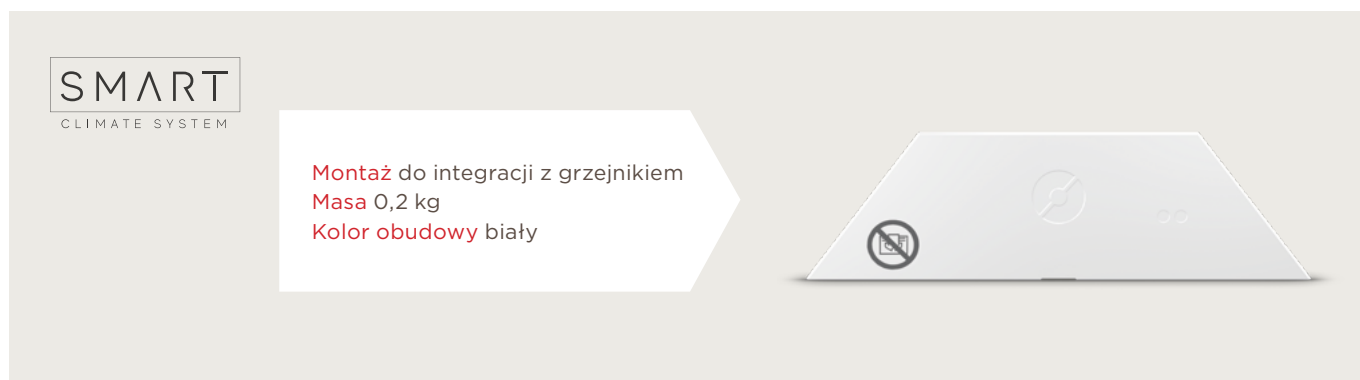 SMART
CLIMATE SYSTEM
Montaż do integracji z grzejnikiem
Masa 0,2 kg
Kolor obudowy biały